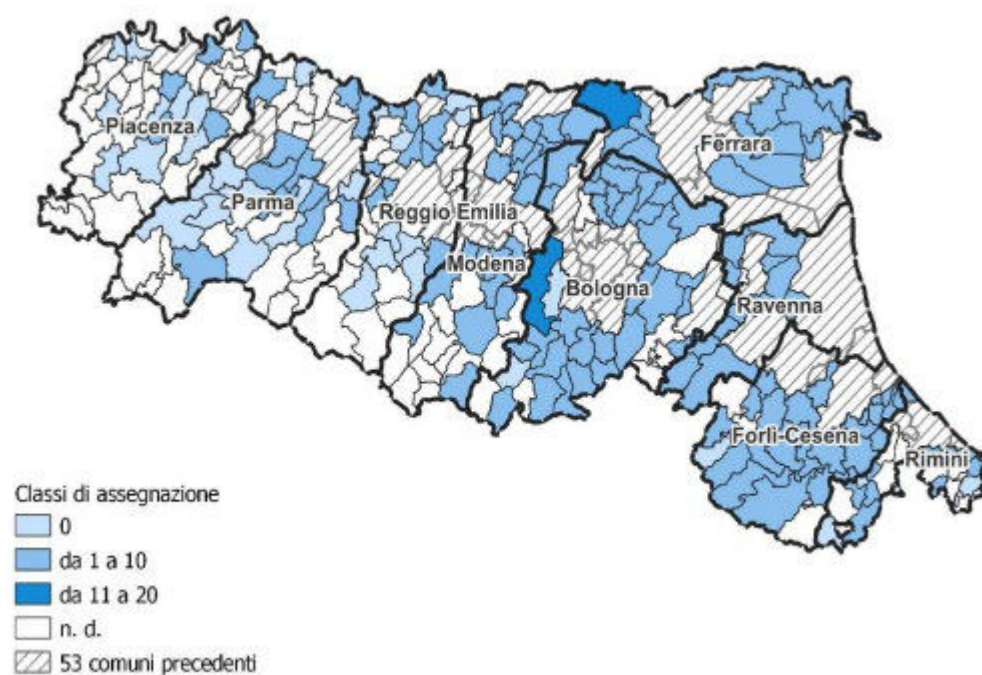 Piacenza
Parma
Reggio Emilia
Modena
Bologna
Ferrara
Ravenna
Forlì-Cesena
Rimini
Classi di assegnazione
0
da 1 a 10
da 11 a 20
n. d.
53 comuni precedenti